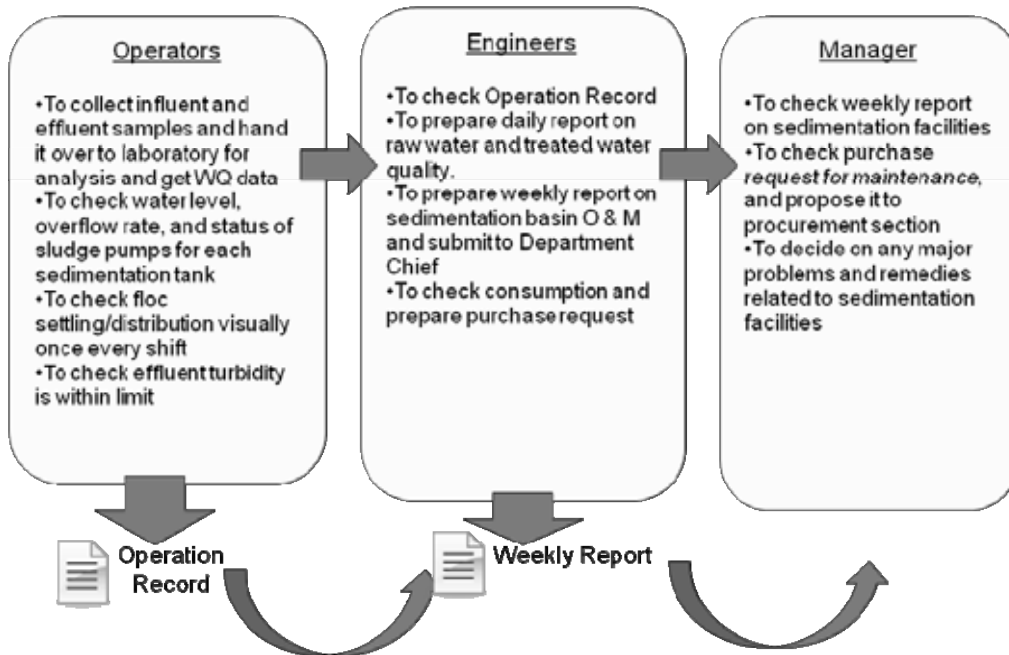 Operators
•To collect influent and
effluent samples and hand
it over to laboratory for
analysis and get WQ data
•To check water level,
overflow rate, and status of
sludge pumps for each
sedimentation tank
•To check floc
settling/distribution visually
once every shift
•To check effluent turbidity
is within limit
Engineers
•To check Operation Record
•To prepare daily report on
raw water and treated water
quality.
•To prepare weekly report on
sedimentation basin O & M
and submit to Department
Chief
•To check consumption and
prepare purchase request
Manager
•To check weekly report
on sedimentation facilities
•To check purchase
request for maintenance,
and propose it to
procurement section
•To decide on any major
problems and remedies
related to sedimentation
facilities
Operation
Record
Weekly Report